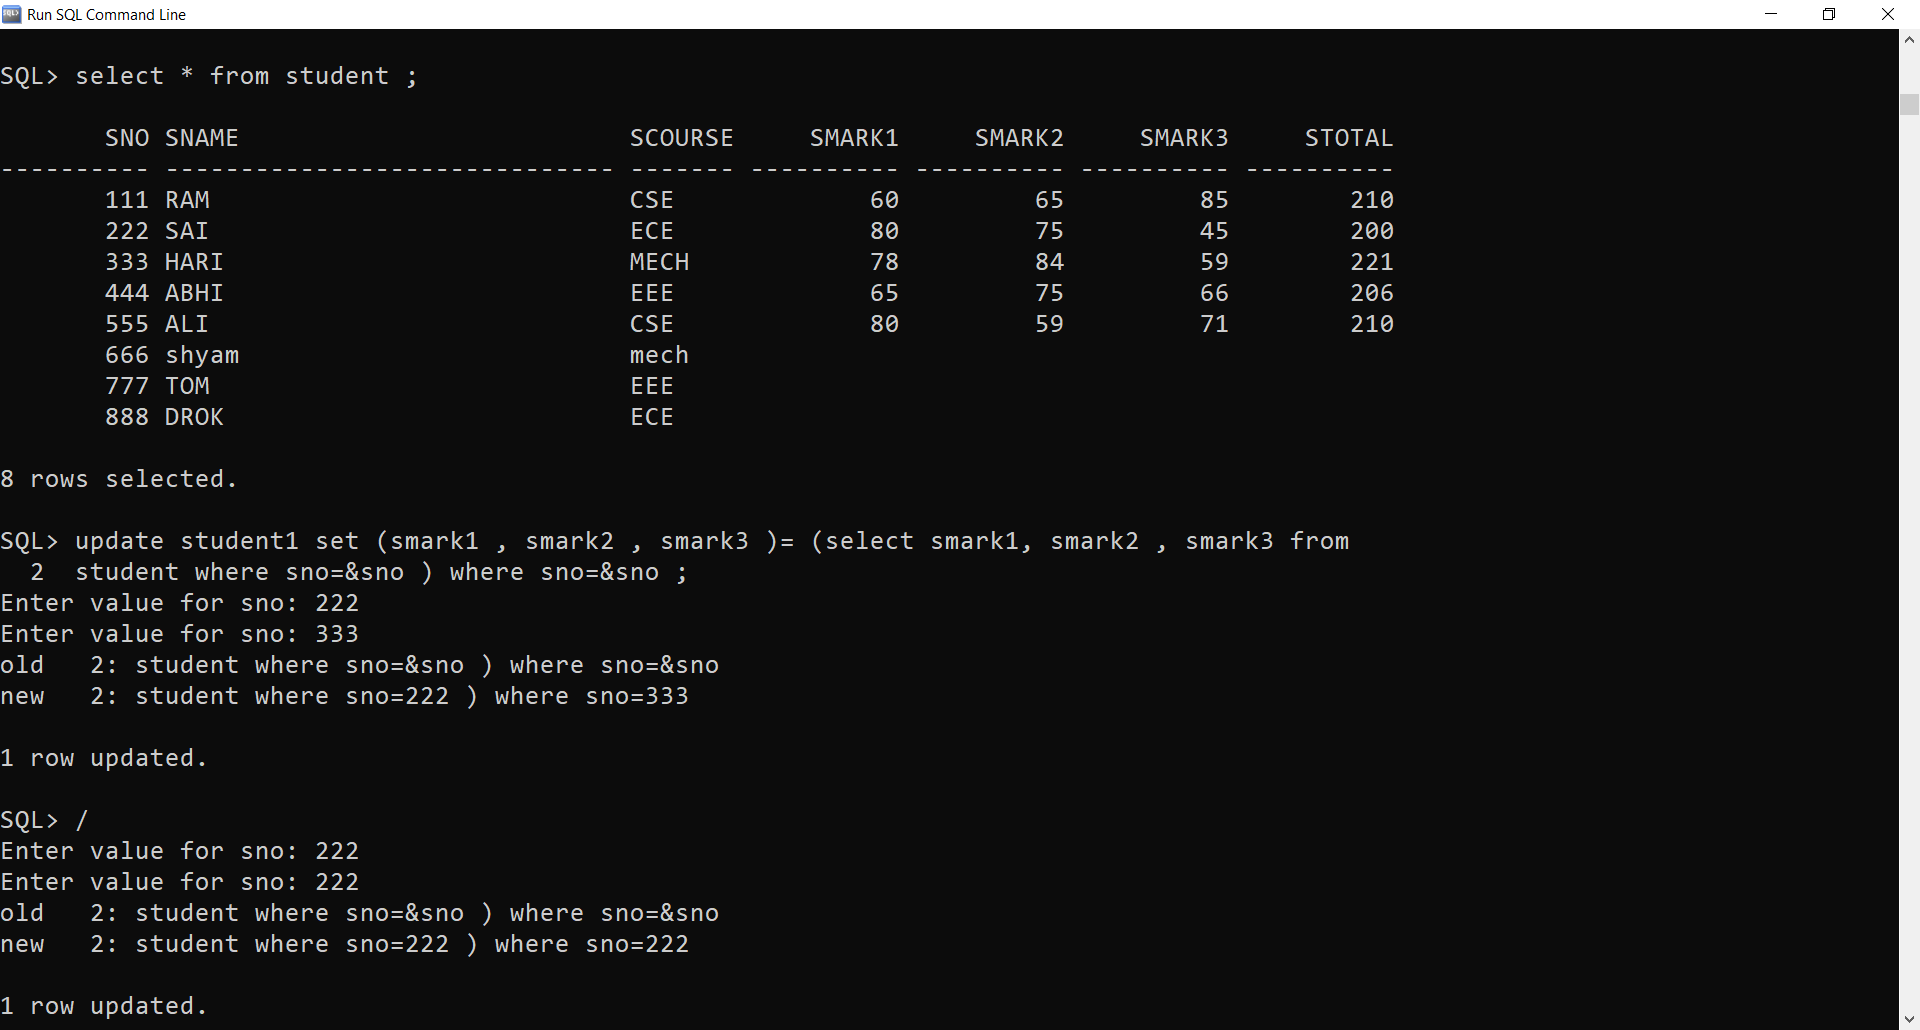 Run SQL Command Line
SQL> select * from student ;
SNO SNAME SCOURSE SMARK1 SMARK2 SMARK3 STOTAL
---------- ------------------------------ ------- ---------- ---------- ---------- ----------
111 RAM CSE 60 65 85 210
222 SAI ECE 80 75 45 200
333 HARI MECH 78 84 59 221
444 ABHI EEE 65 75 66 206
555 ALI CSE 80 59 71 210
666 shyam mech
777 TOM EEE
888 DROK ECE
8 rows selected.
SQL> update student1 set (smark1 , smark2 , smark3 )= (select smark1, smark2 , smark3 from
2 student where sno=&sno ) where sno=&sno ;
Enter value for sno: 222
Enter value for sno: 333
old 2: student where sno=&sno ) where sno=&sno
new 2: student where sno=222 ) where sno=333
1 row updated.
SQL> /
Enter value for sno: 222
Enter value for sno: 222
old 2: student where sno=&sno ) where sno=&sno
new 2: student where sno=222 ) where sno=222
1 row updated.